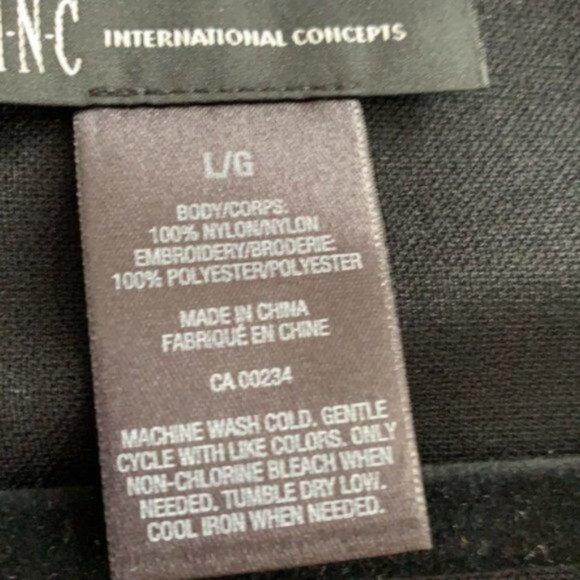 I-N-C INTERNATIONAL CONCEPTS
L/G
BODY/CORPS:
100% NYLON/NYLON
EMBROIDERY/BRODERIE:
100% POLYESTER/POLYESTER
MADE IN CHINA
FABRIQUÉ EN CHINE
CA 00234
MACHINE WASH COLD. GENTLE
CYCLE WITH LIKE COLORS. ONLY
NON-CHLORINE BLEACH WHEN
NEEDED. TUMBLE DRY LOW.
COOL IRON WHEN NEEDED.